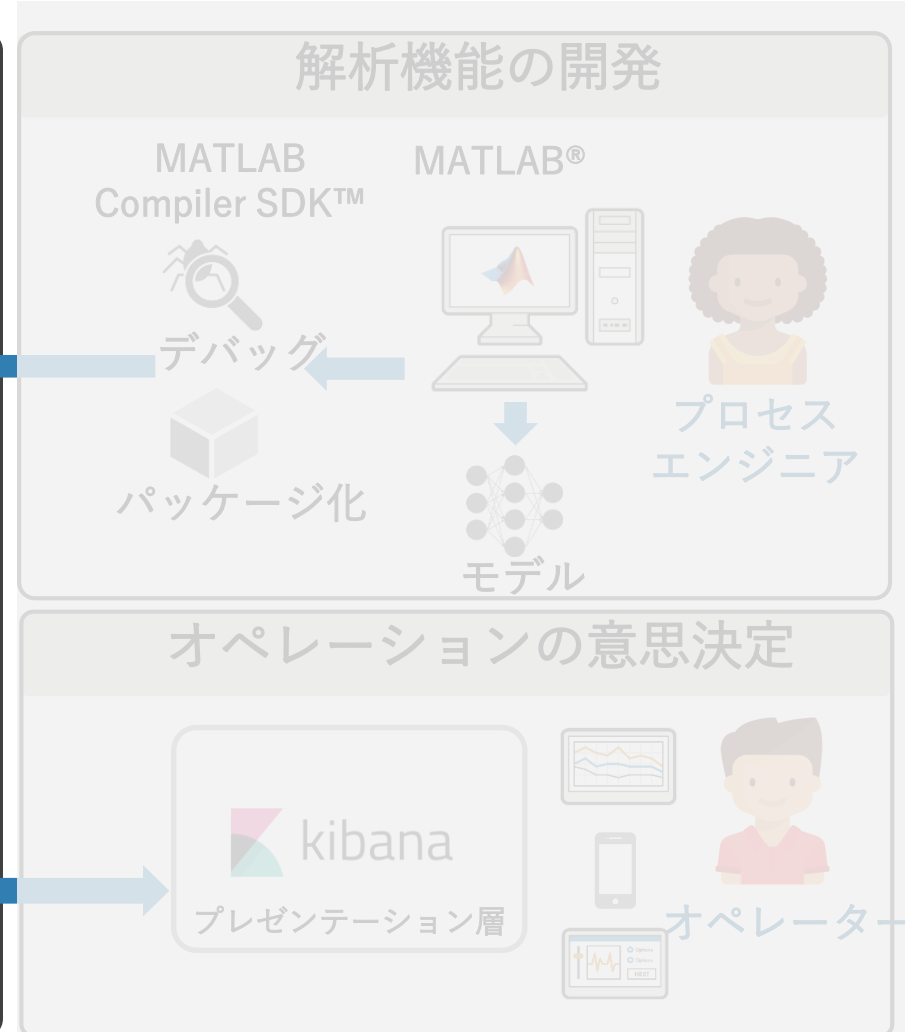 解析機能の開発
MATLAB
Compiler SDK™
MATLAB®
デバッグ
プロセス
エンジニア
パッケージ化
モデル
オペレーションの意思決定
kibana
プレゼンテーション層
オペレーター